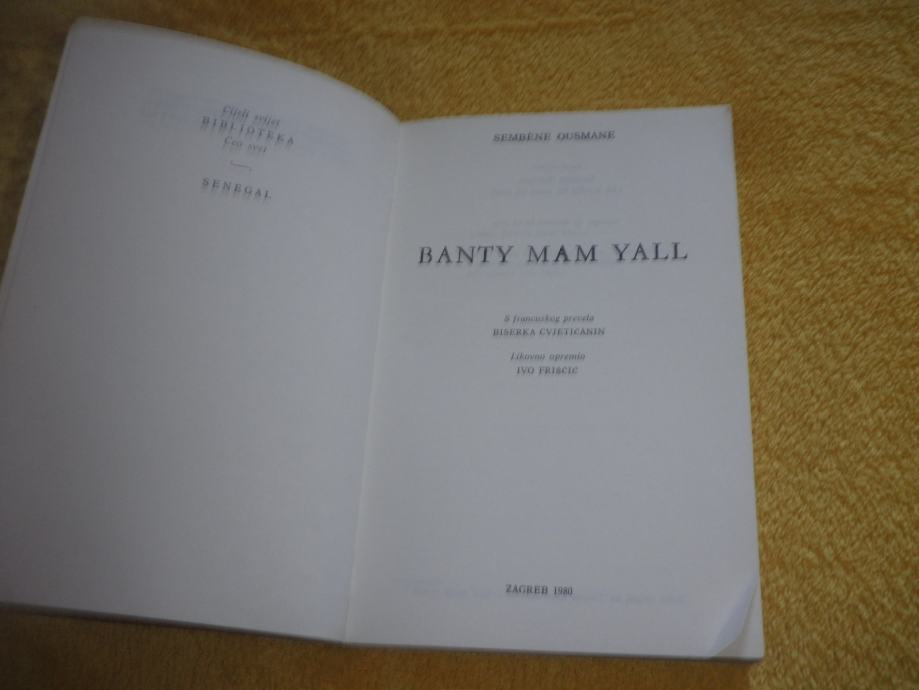 Cijeli svijet
BIBLIOTEKA
Ceo svet
SENEGAL
SEMBÈNE OUSMANE
BANTY MAM YALL
S francuskog prevela
BISERKA CVJETIČANIN
Likovno opremio
IVO FRIŠČIĆ
ZAGREB 1980